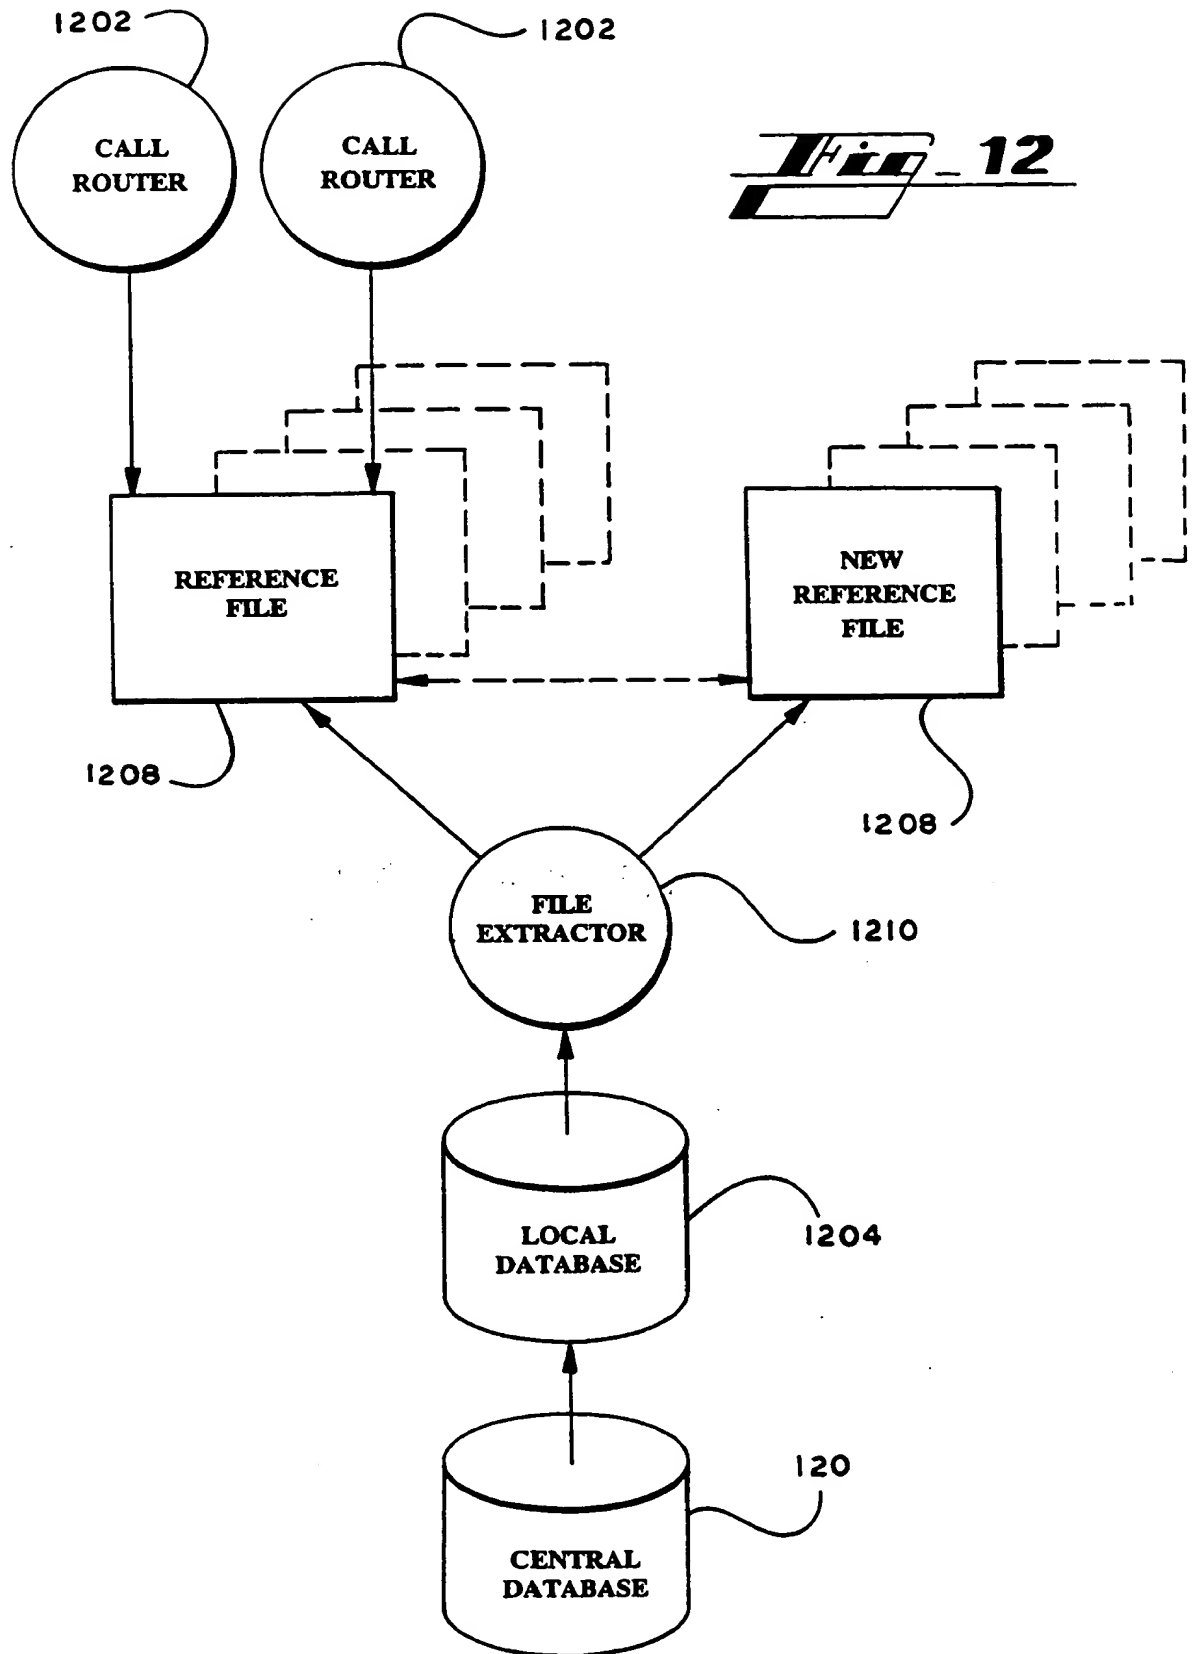 1202
1202
CALL
ROUTER
CALL
ROUTER
Fig_12
REFERENCE
FILE
NEW
REFERENCE
FILE
1208
1208
FILE
EXTRACTOR
1210
LOCAL
DATABASE
1204
CENTRAL
DATABASE
120